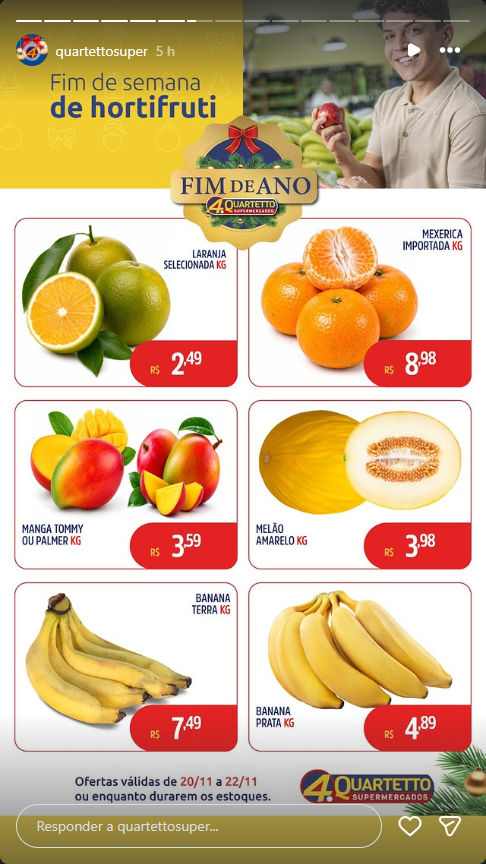 quartettosuper 5 h
Fim de semana
de hortifruti
FIM DE ANO
4.QUARTETTO
SUPERMERCADOS
LARANJA
SELECIONADA KG
R$ 2,49
MEXERICA
IMPORTADA KG
R$ 8,98
MANGA TOMMY
OU PALMER KG
R$ 3,59
MELÃO
AMARELO KG
R$ 3,98
BANANA
TERRA KG
R$ 7,49
BANANA
PRATA KG
R$ 4,89
Ofertas válidas de 20/11 a 22/11
ou enquanto durarem os estoques.
4.QUARTETTO
SUPERMERCADOS
Responder a quartettosuper...